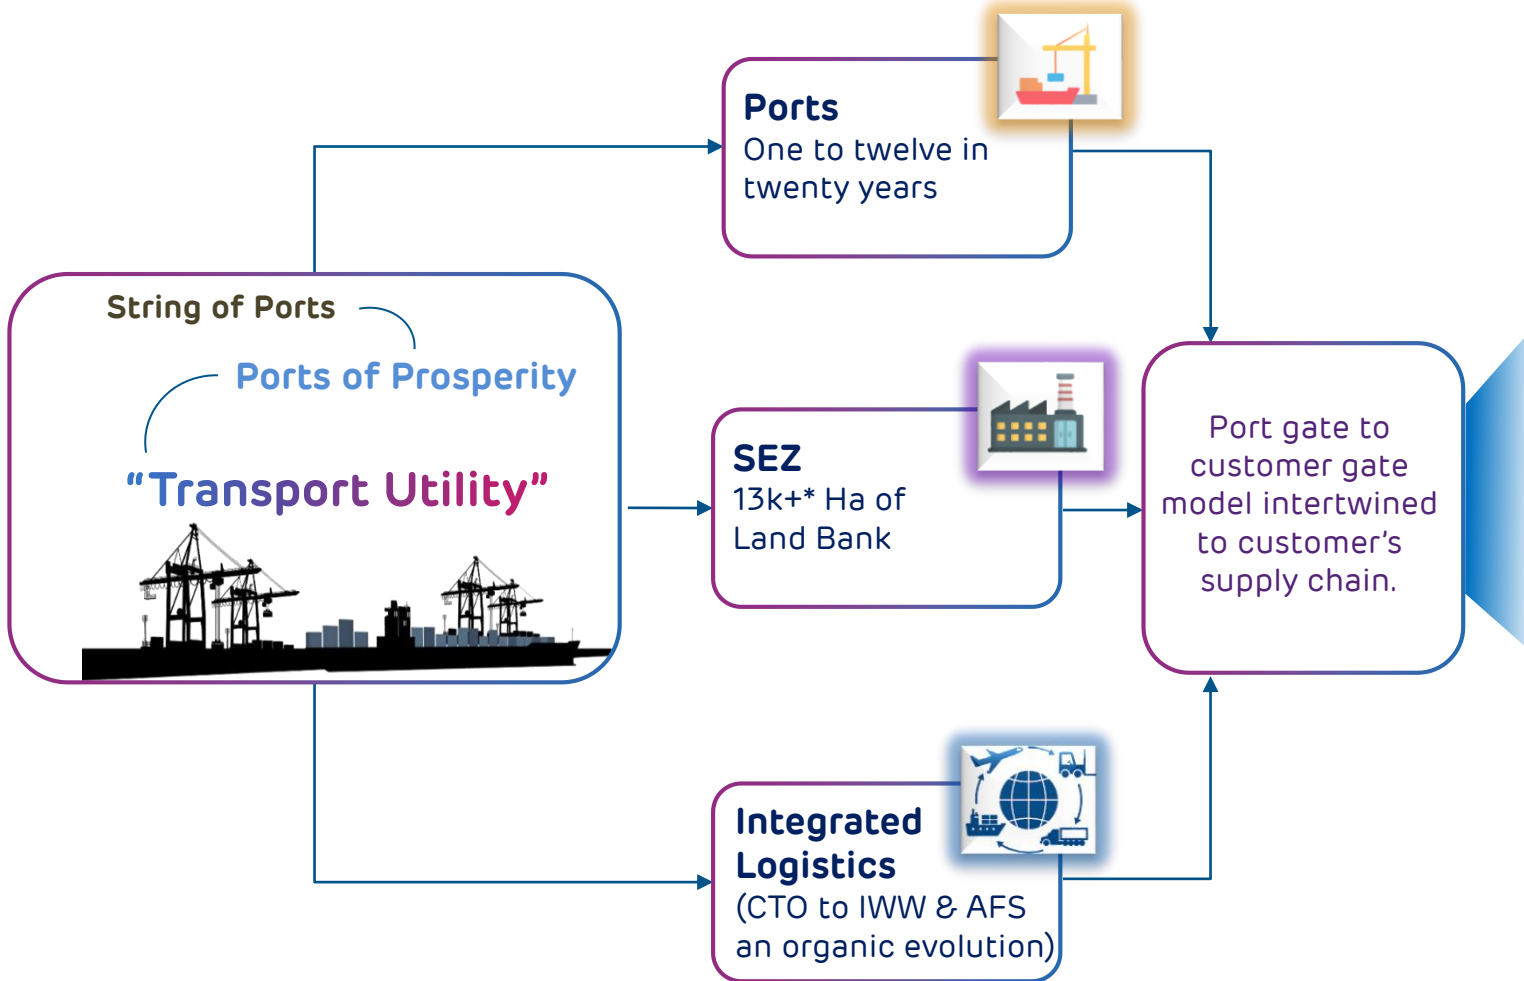 Ports
One to twelve in
twenty years
String of Ports
Ports of Prosperity
“Transport Utility”
SEZ
13k+* Ha of
Land Bank
Port gate to
customer gate
model intertwined
to customer’s
supply chain.
Integrated
Logistics
(CTO to IWW & AFS
an organic evolution)